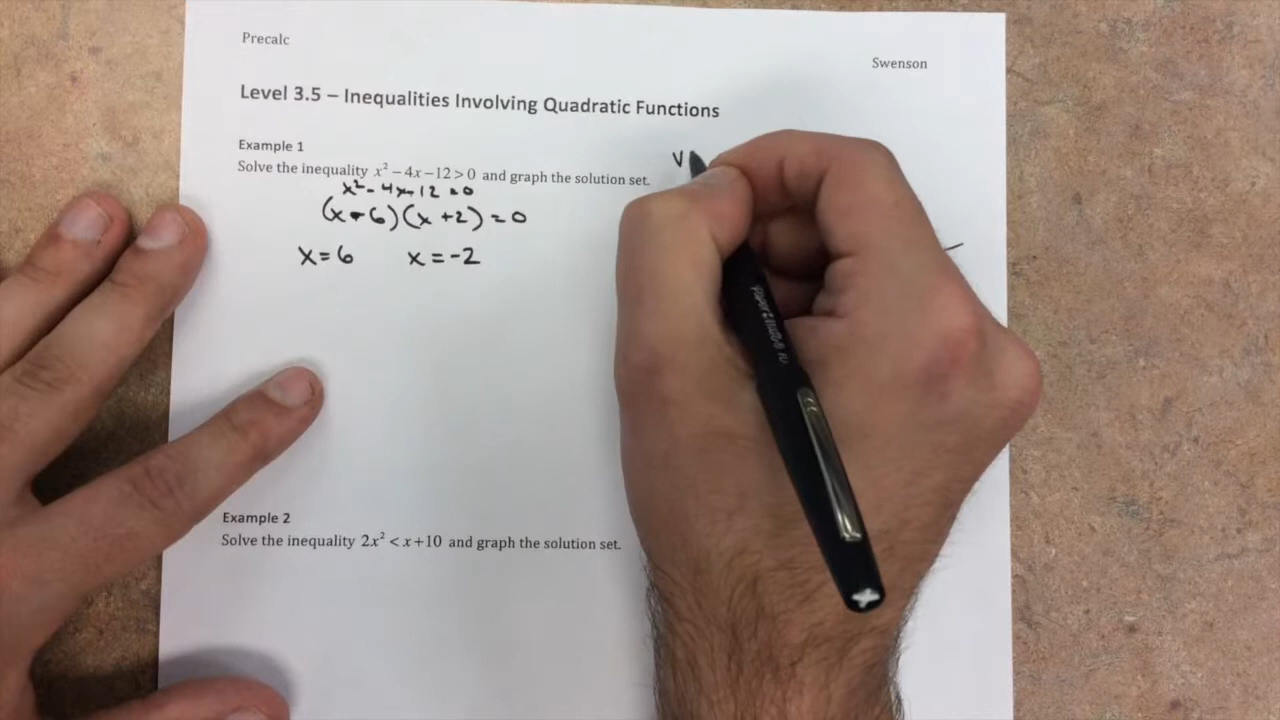 Precalc
Swenson
Level 3.5 – Inequalities Involving Quadratic Functions
Example 1
Solve the inequality x² − 4x − 12 > 0 and graph the solution set.
x² - 4x - 12 = 0
(x - 6)(x + 2) = 0
x = 6 x = -2
V
Paper:Mate
Example 2
Solve the inequality 2x² < x + 10 and graph the solution set.